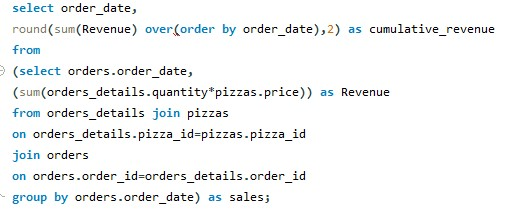 select order_date,
round(sum(Revenue) over(order by order_date),2) as cumulative_revenue
from
(select orders.order_date,
(sum(orders_details.quantity*pizzas.price)) as Revenue
from orders_details join pizzas
on orders_details.pizza_id=pizzas.pizza_id
join orders
on orders.order_id=orders_details.order_id
group by orders.order_date) as sales;